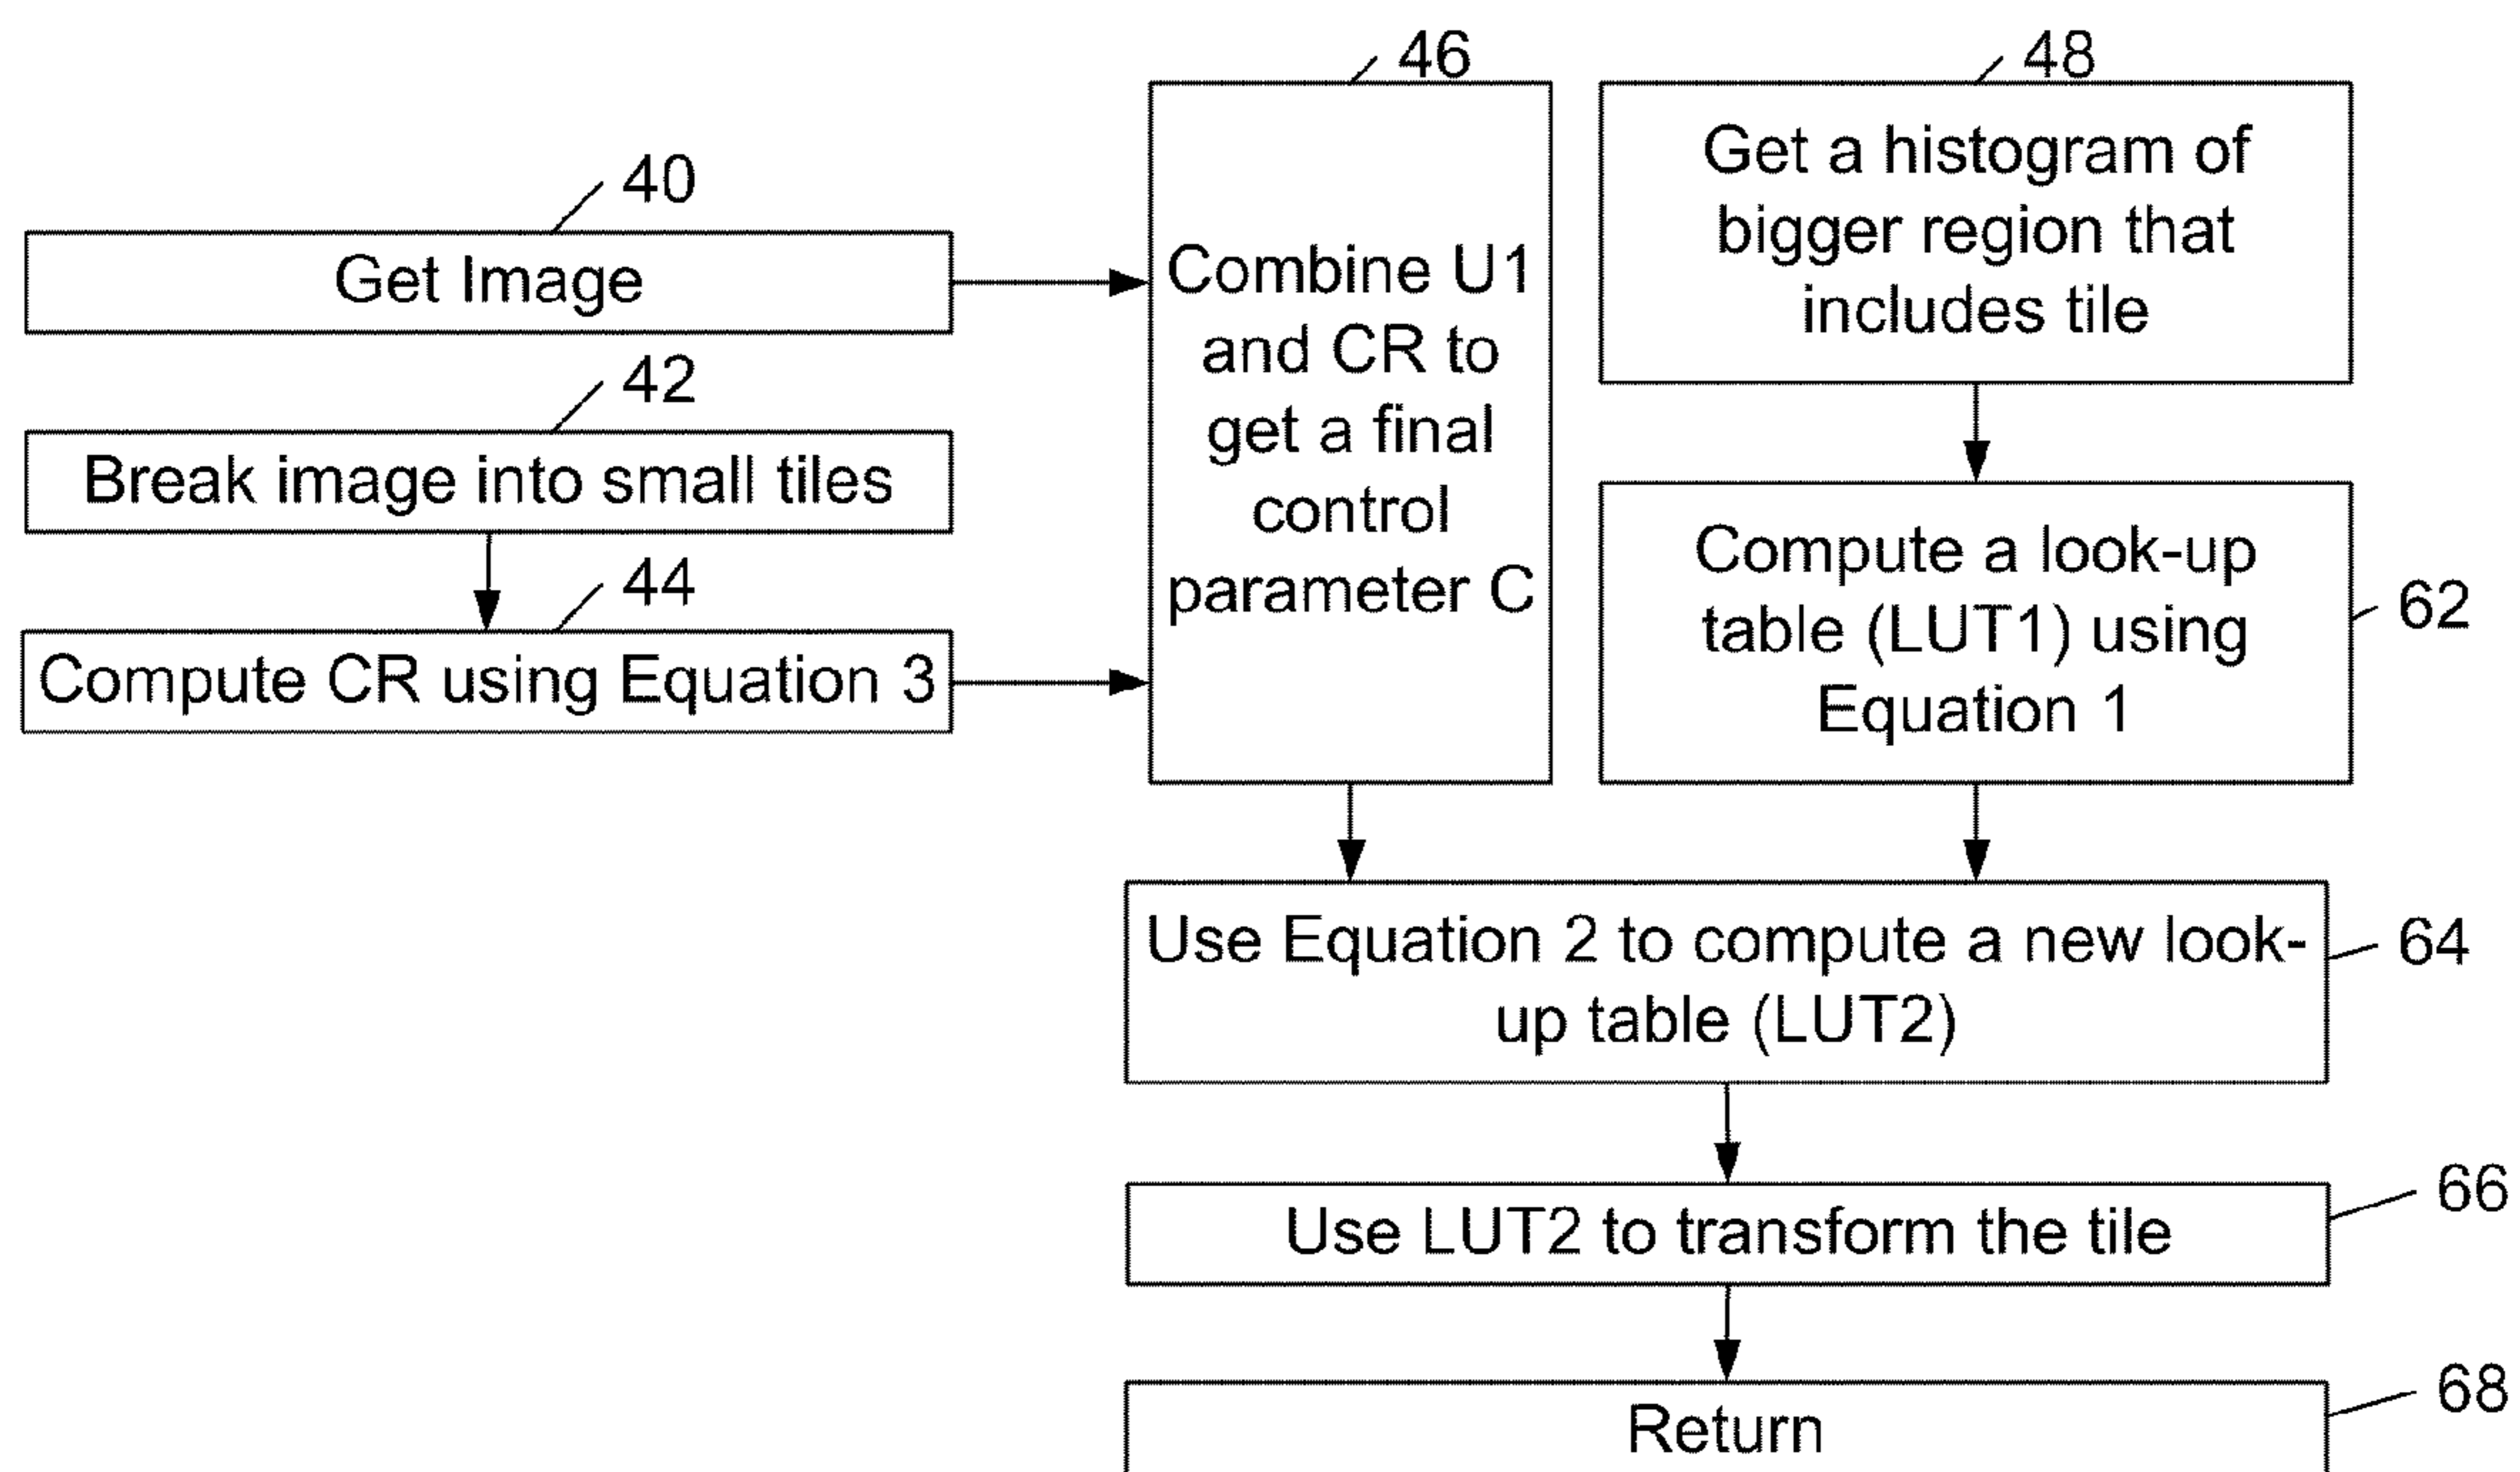 40
Get Image
42
Break image into small tiles
44
Compute CR using Equation 3
46
Combine U1
and CR to
get a final
control
parameter C
48
Get a histogram of
bigger region that
includes tile
Compute a look-up
table (LUT1) using
Equation 1
62
Use Equation 2 to compute a new look-
up table (LUT2)
64
Use LUT2 to transform the tile
66
Return
68